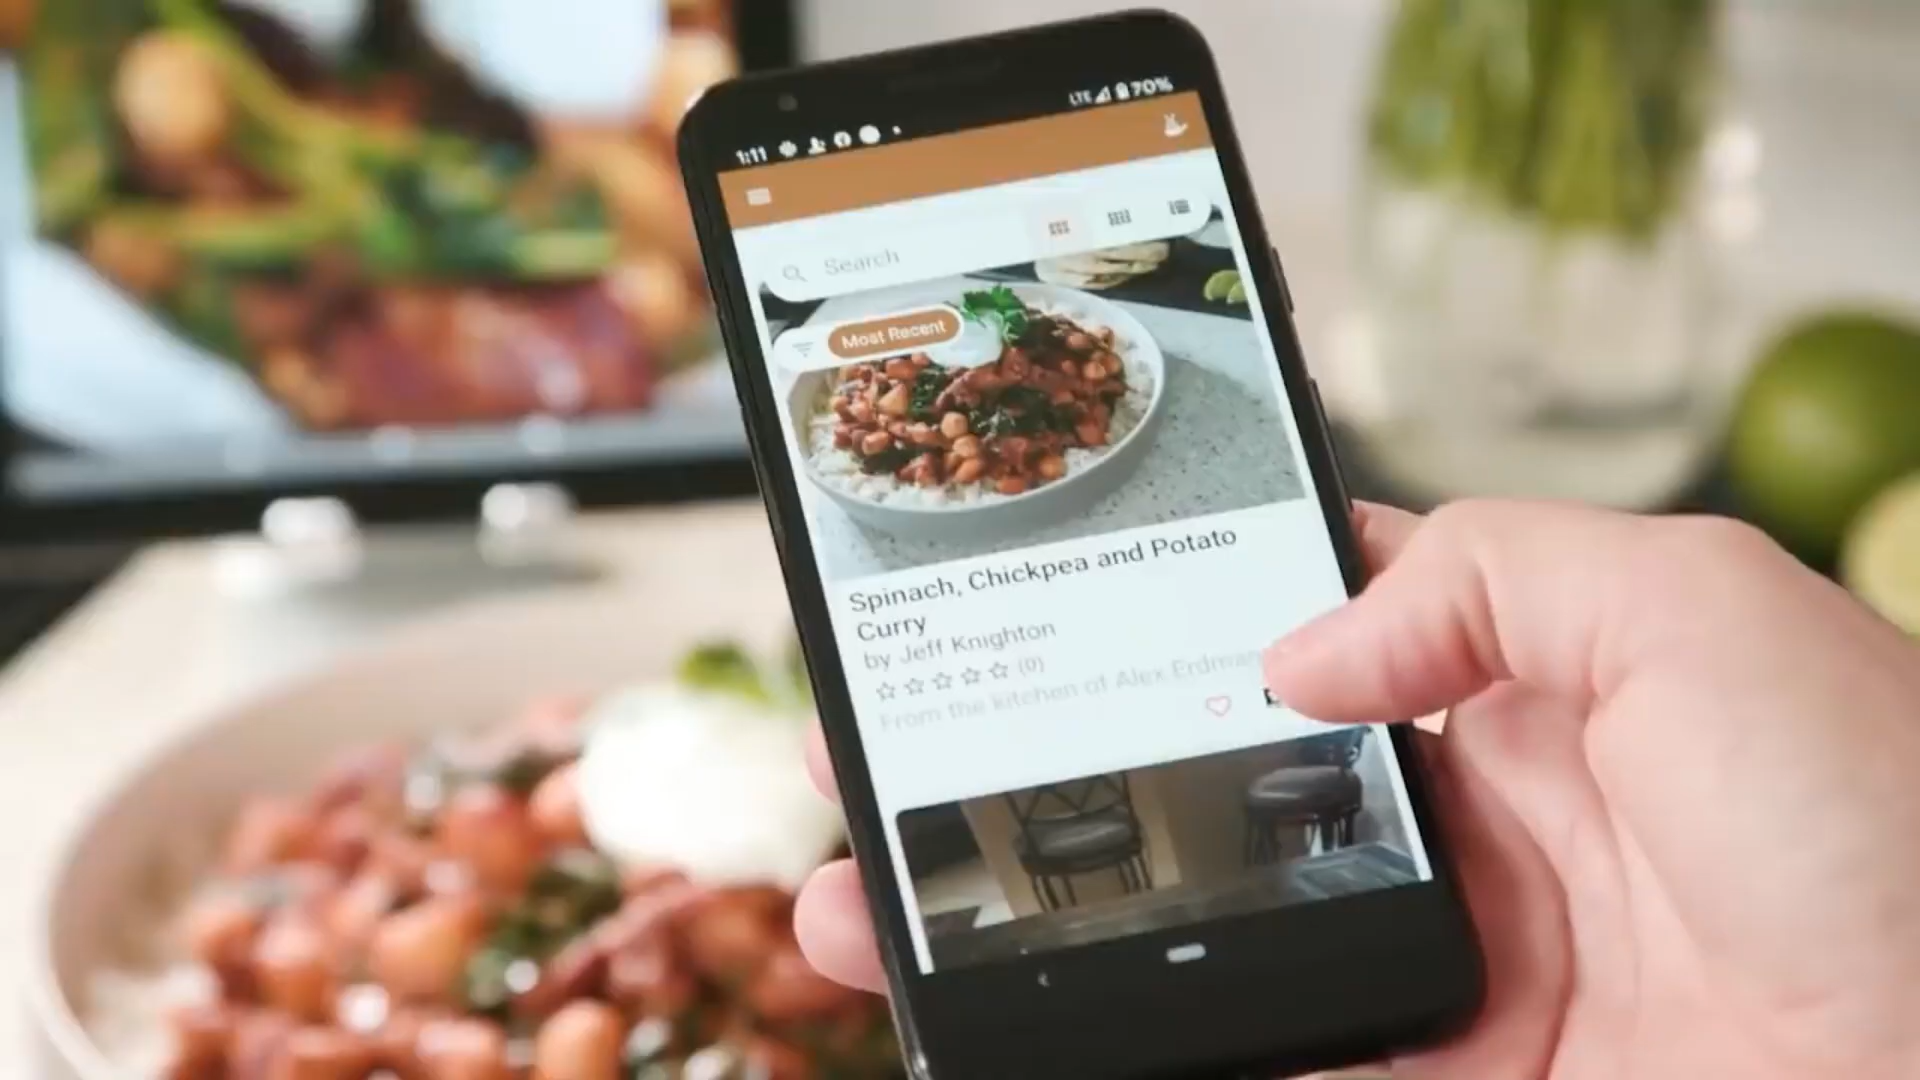 1:11 LTE 70%
Search
Most Recent
Spinach, Chickpea and Potato
Curry
by Jeff Knighton
(0)
From the kitchen of Alex Erdman